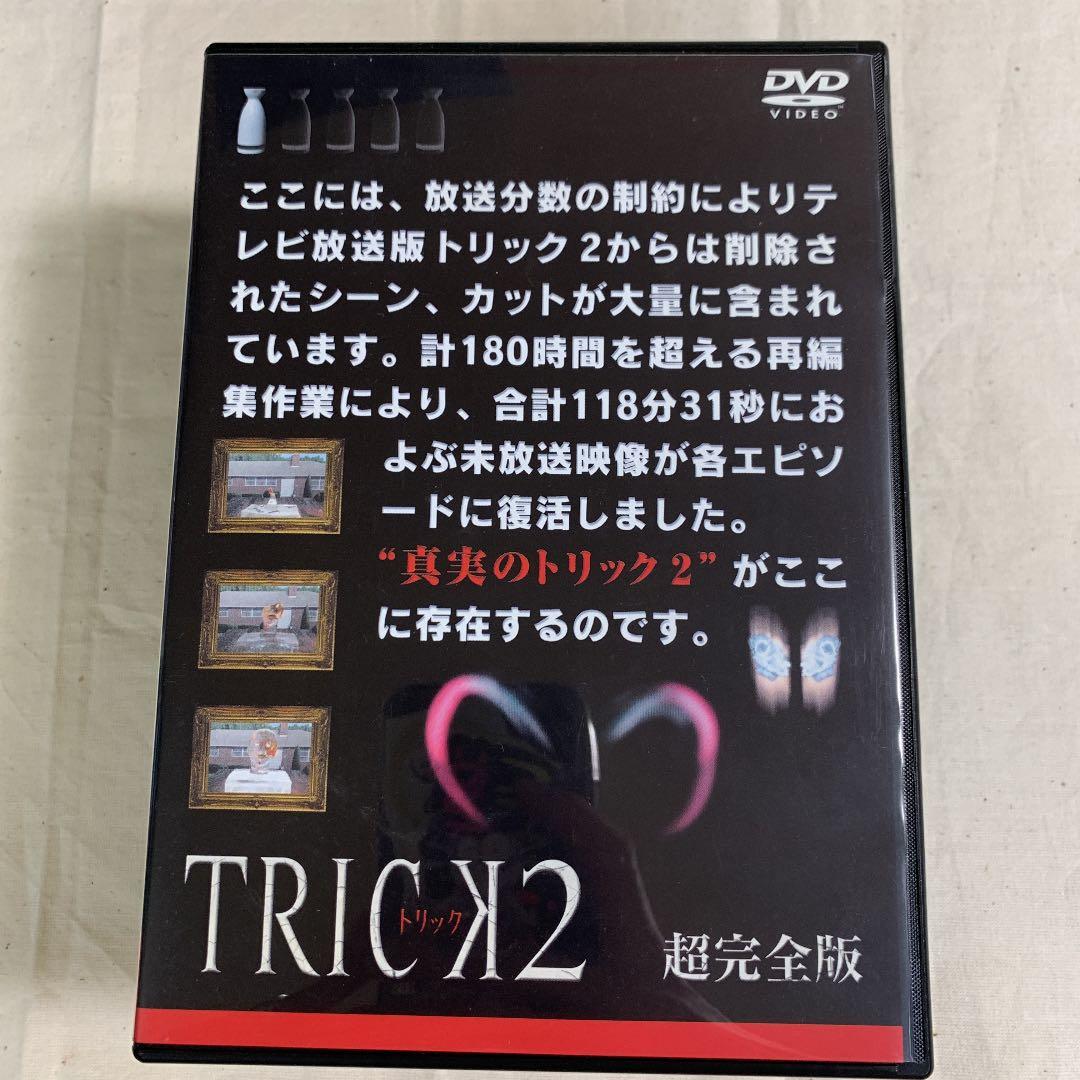 DVD
VIDEO
ここには、放送分数の制約によりテ
レビ放送版トリック2からは削除さ
れたシーン、カットが大量に含まれ
ています。計180時間を超える再編
集作業により、合計118分31秒にお
よぶ未放送映像が各エピソ
ードに復活しました。
“真実のトリック2”がここ
に存在するのです。
TRICK2
トリック
超完全版